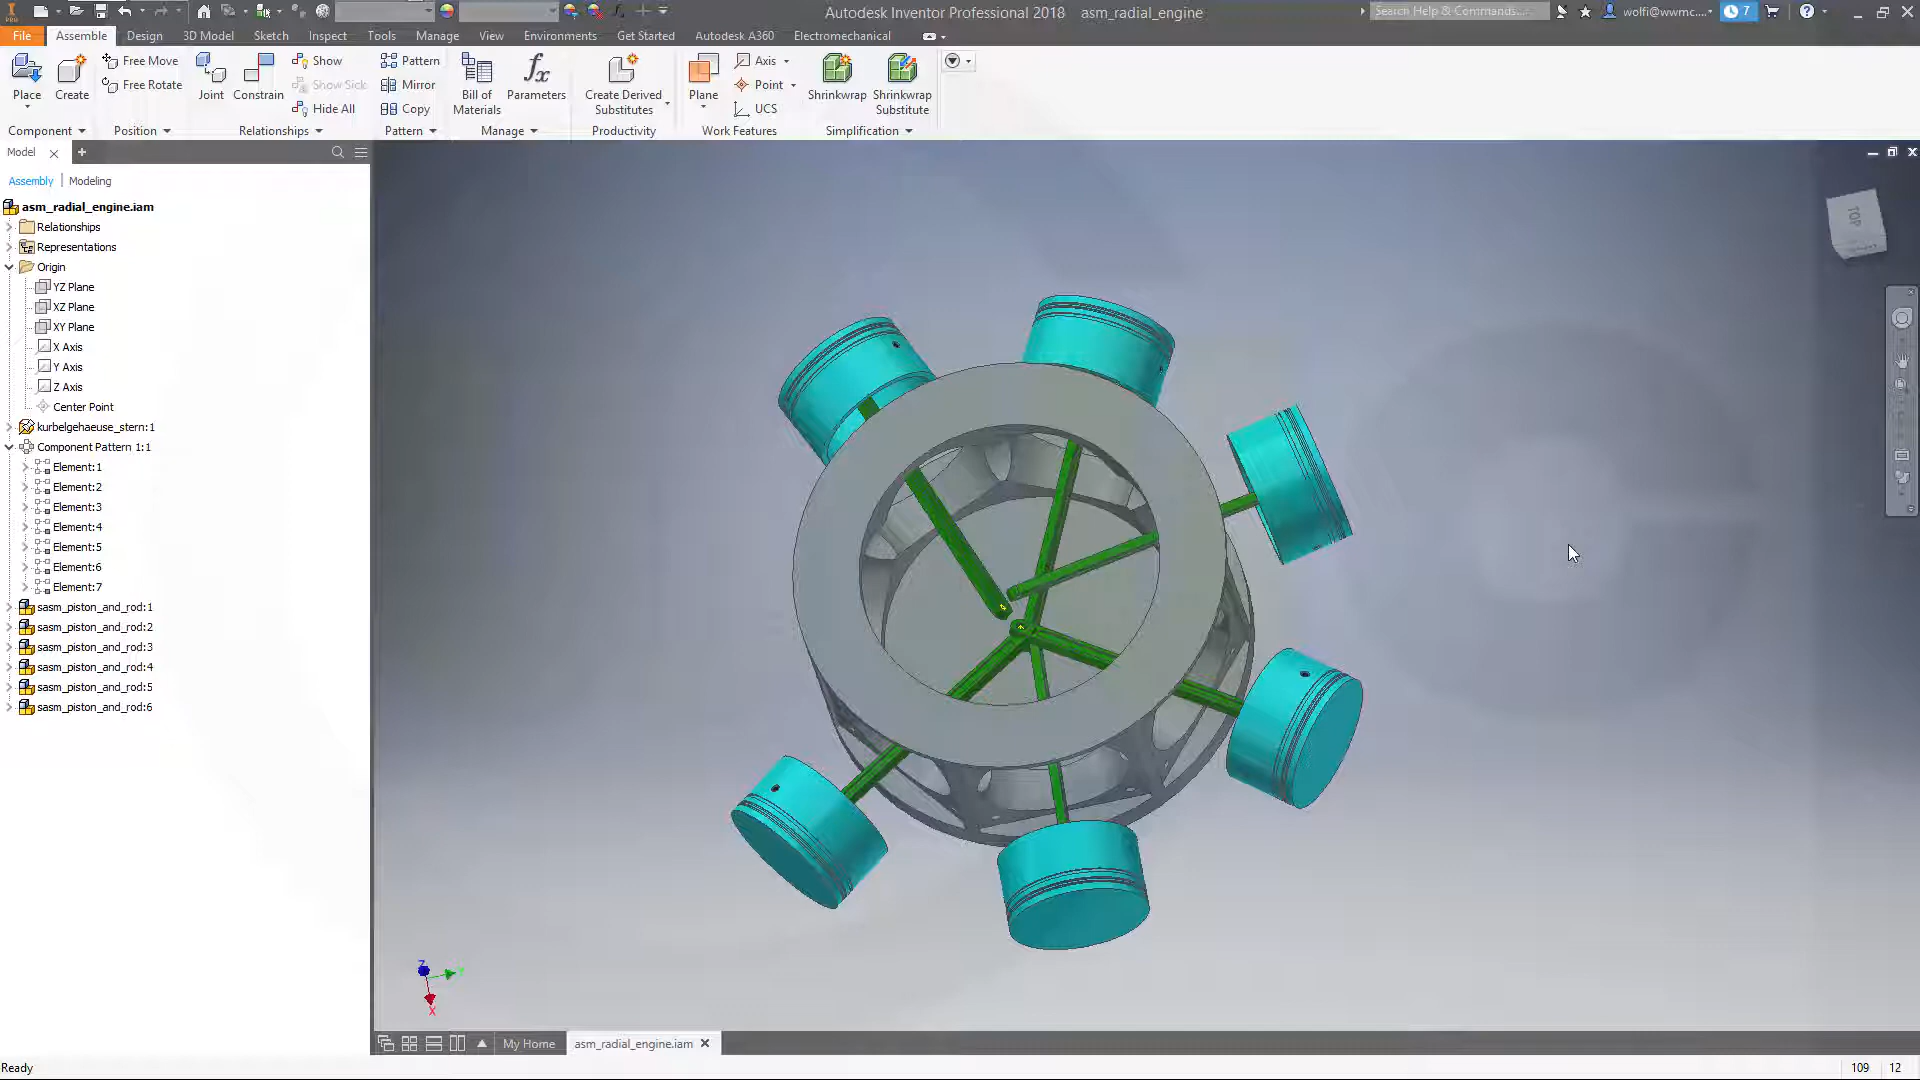 Autodesk Inventor Professional 2018 asm_radial_engine
Search Help & Commands...
wolfi@wwmc....
7
File Assemble Design 3D Model Sketch Inspect Tools Manage View Environments Get Started Autodesk A360 Electromechanical
Place
Create
Free Move
Free Rotate
Joint
Constrain
Show
Show Sick
Hide All
Pattern
Mirror
Copy
Bill of
Materials
Parameters
Create Derived
Substitutes
Plane
Axis
Point
UCS
Shrinkwrap
Shrinkwrap
Substitute
Component Position Relationships Pattern Manage Productivity Work Features Simplification
Model
Assembly | Modeling
asm_radial_engine.iam
Relationships
Representations
Origin
YZ Plane
XZ Plane
XY Plane
X Axis
Y Axis
Z Axis
Center Point
kurbelgehaeuse_stern:1
Component Pattern 1:1
Element:1
Element:2
Element:3
Element:4
Element:5
Element:6
Element:7
sasm_piston_and_rod:1
sasm_piston_and_rod:2
sasm_piston_and_rod:3
sasm_piston_and_rod:4
sasm_piston_and_rod:5
sasm_piston_and_rod:6
TOP
Z
X
My Home asm_radial_engine.iam
Ready
109 12